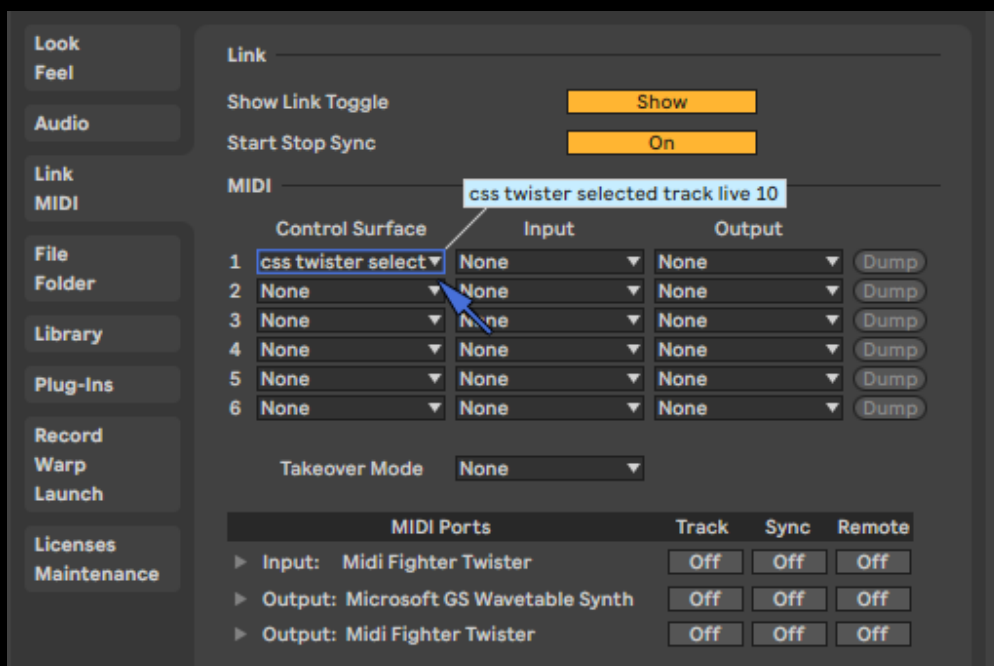 Look
Feel
Audio
Link
MIDI
File
Folder
Library
Plug-Ins
Record
Warp
Launch
Licenses
Maintenance
Link
Show Link Toggle Show
Start Stop Sync On
MIDI
css twister selected track live 10
Control Surface Input Output
1 css twister select None None Dump
2 None None None Dump
3 None None None Dump
4 None None None Dump
5 None None None Dump
6 None None None Dump
Takeover Mode None
MIDI Ports Track Sync Remote
Input: Midi Fighter Twister Off Off Off
Output: Microsoft GS Wavetable Synth Off Off Off
Output: Midi Fighter Twister Off Off Off